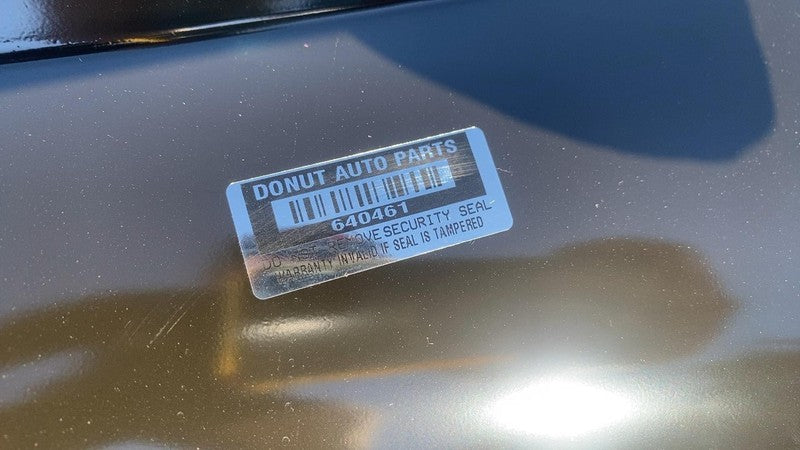 DONUT AUTO PARTS
640461
DO NOT REMOVE SECURITY SEAL
WARRANTY INVALID IF SEAL IS TAMPERED